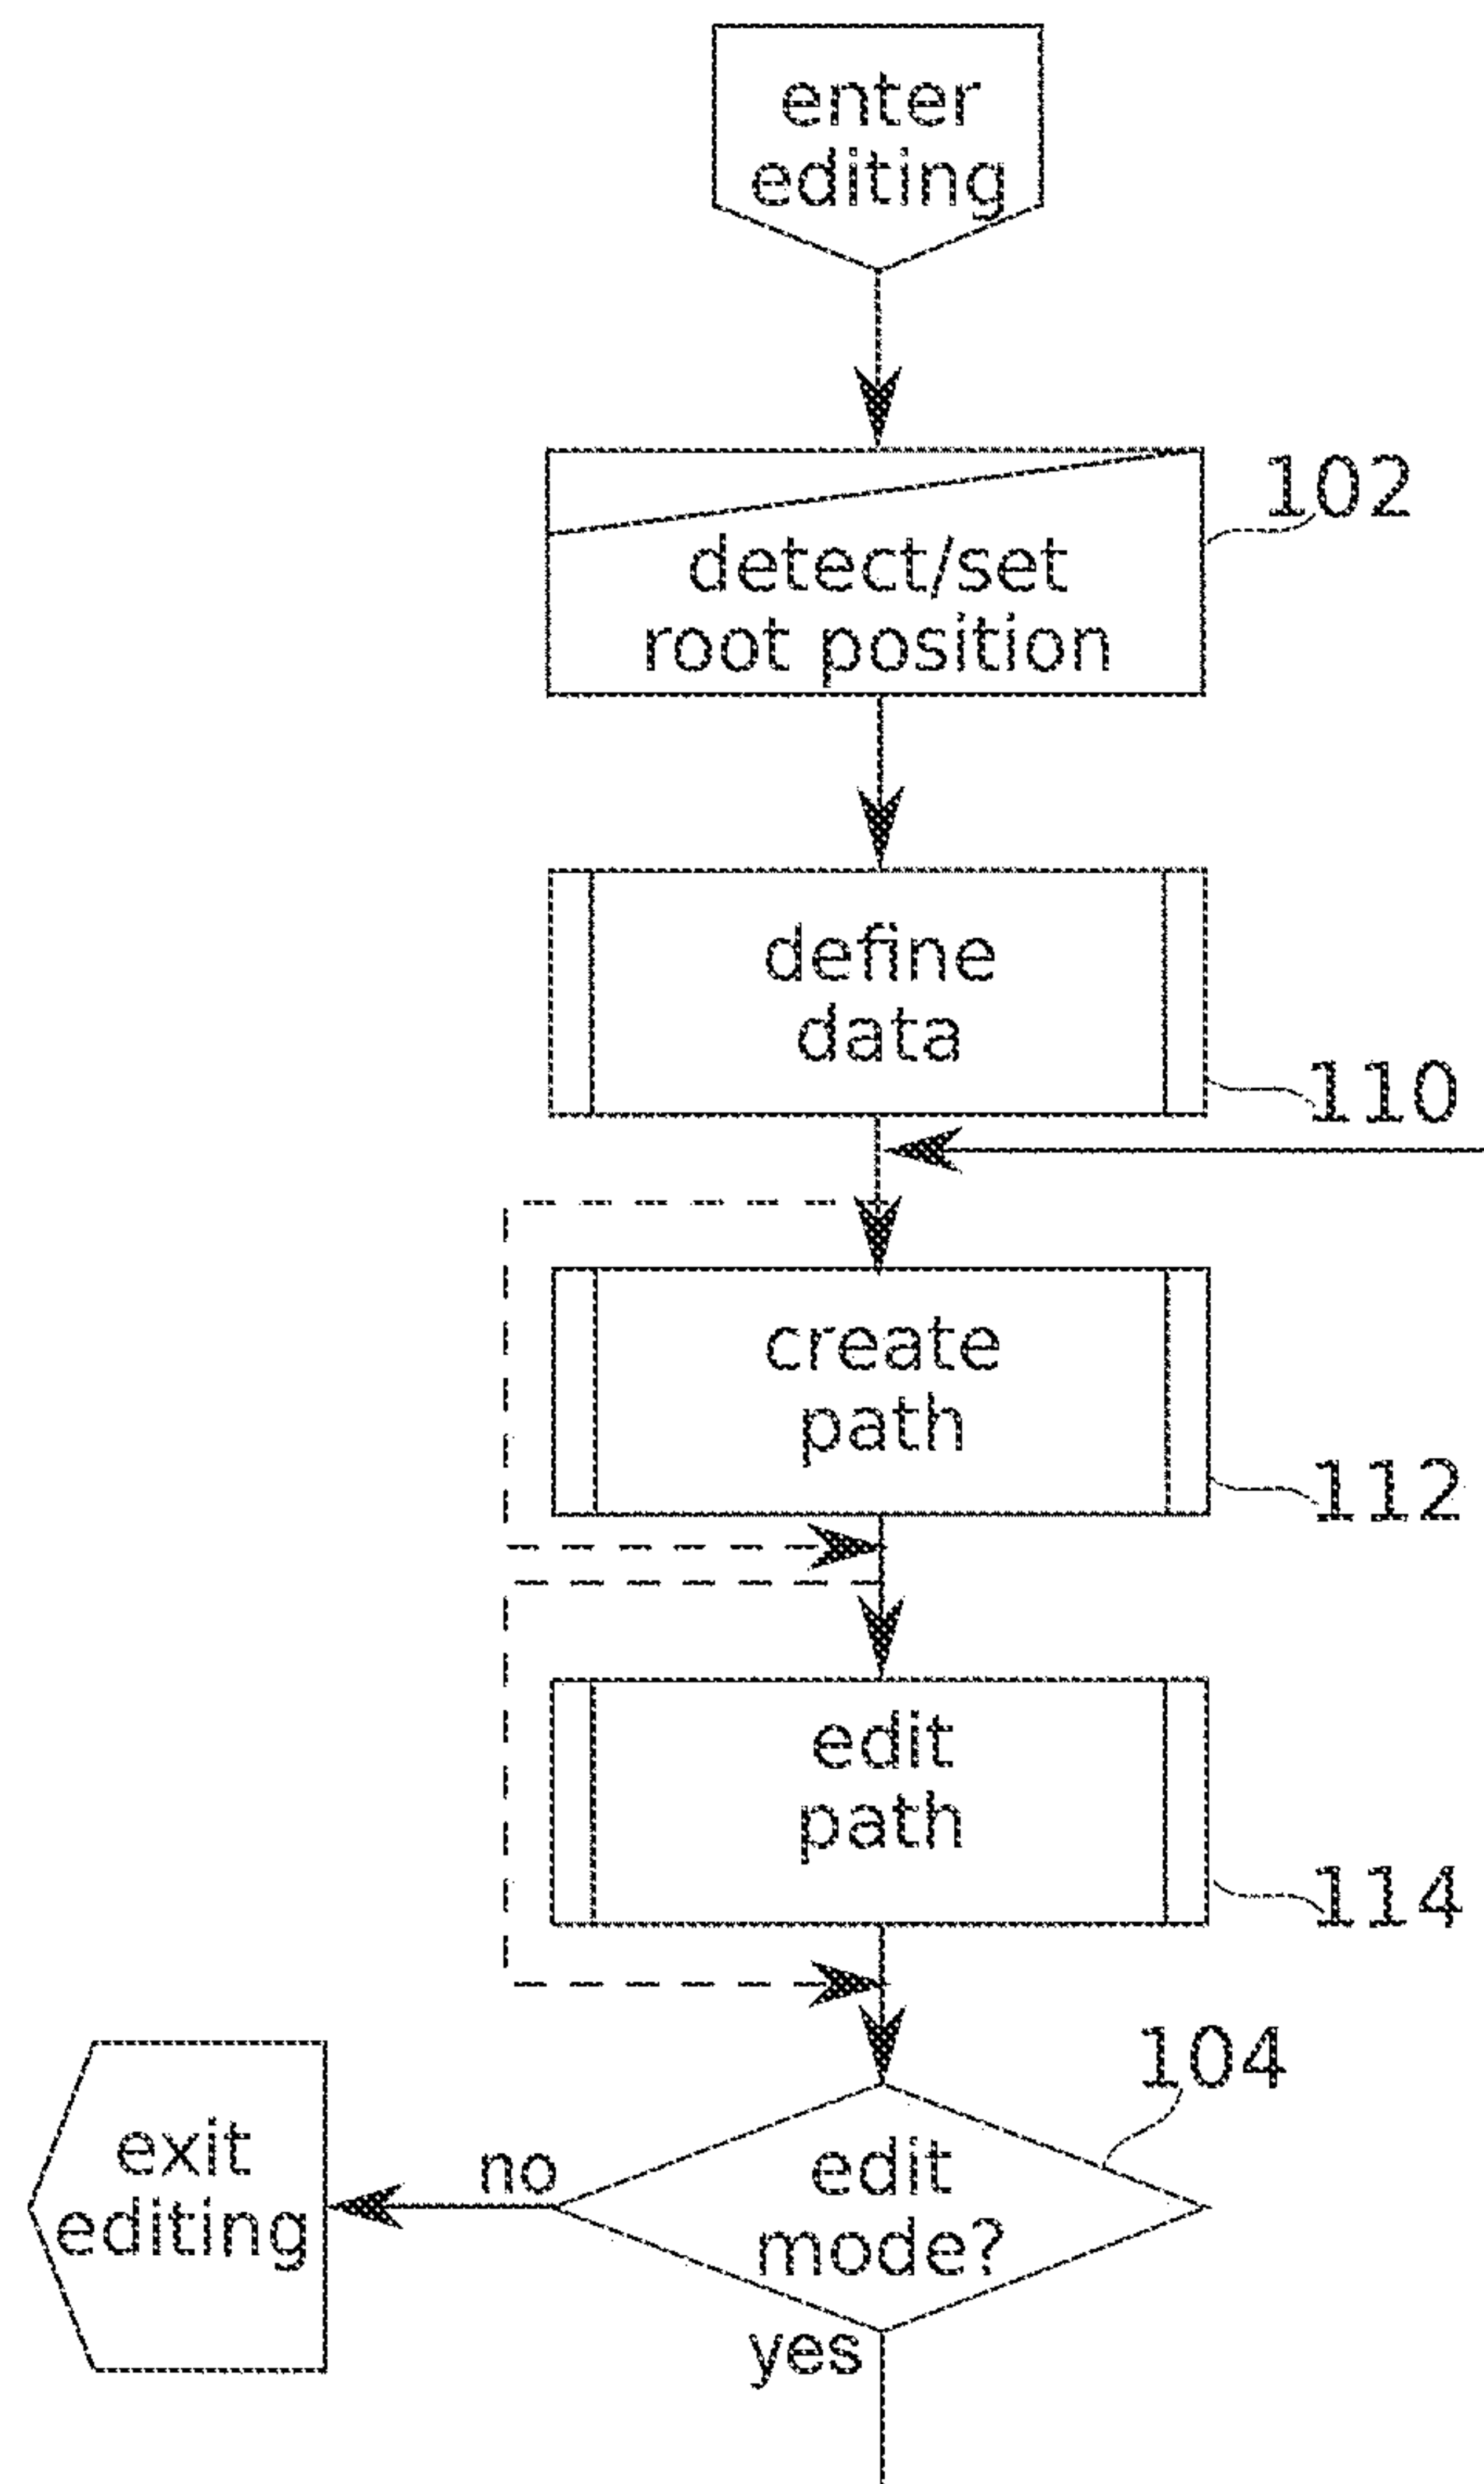 enter
editing
102
detect/set
root position
define
data
110
create
path
112
edit
path
114
104
exit
editing
no
edit
mode?
yes